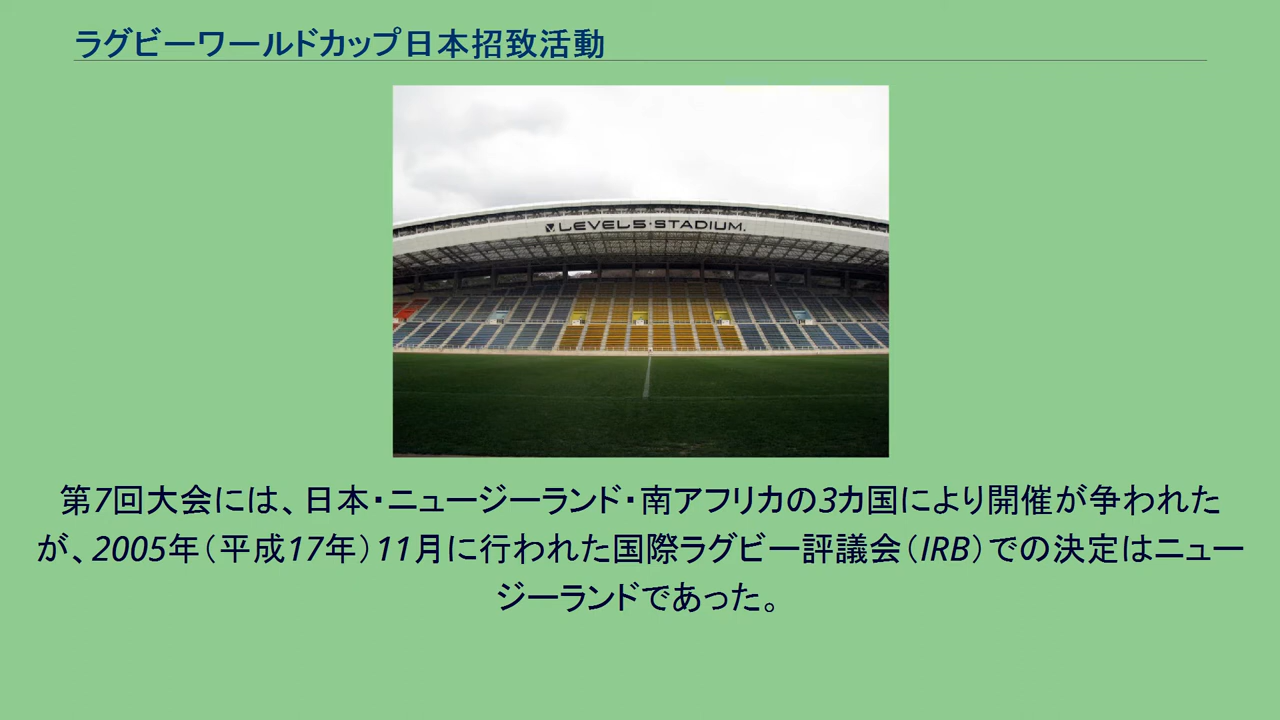 ラグビーワールドカップ日本招致活動
LEVEL5·STADIUM.
第7回大会には、日本・ニュージーランド・南アフリカの3カ国により開催が争われた
が、2005年（平成17年）11月に行われた国際ラグビー評議会（IRB）での決定はニュー
ジーランドであった。